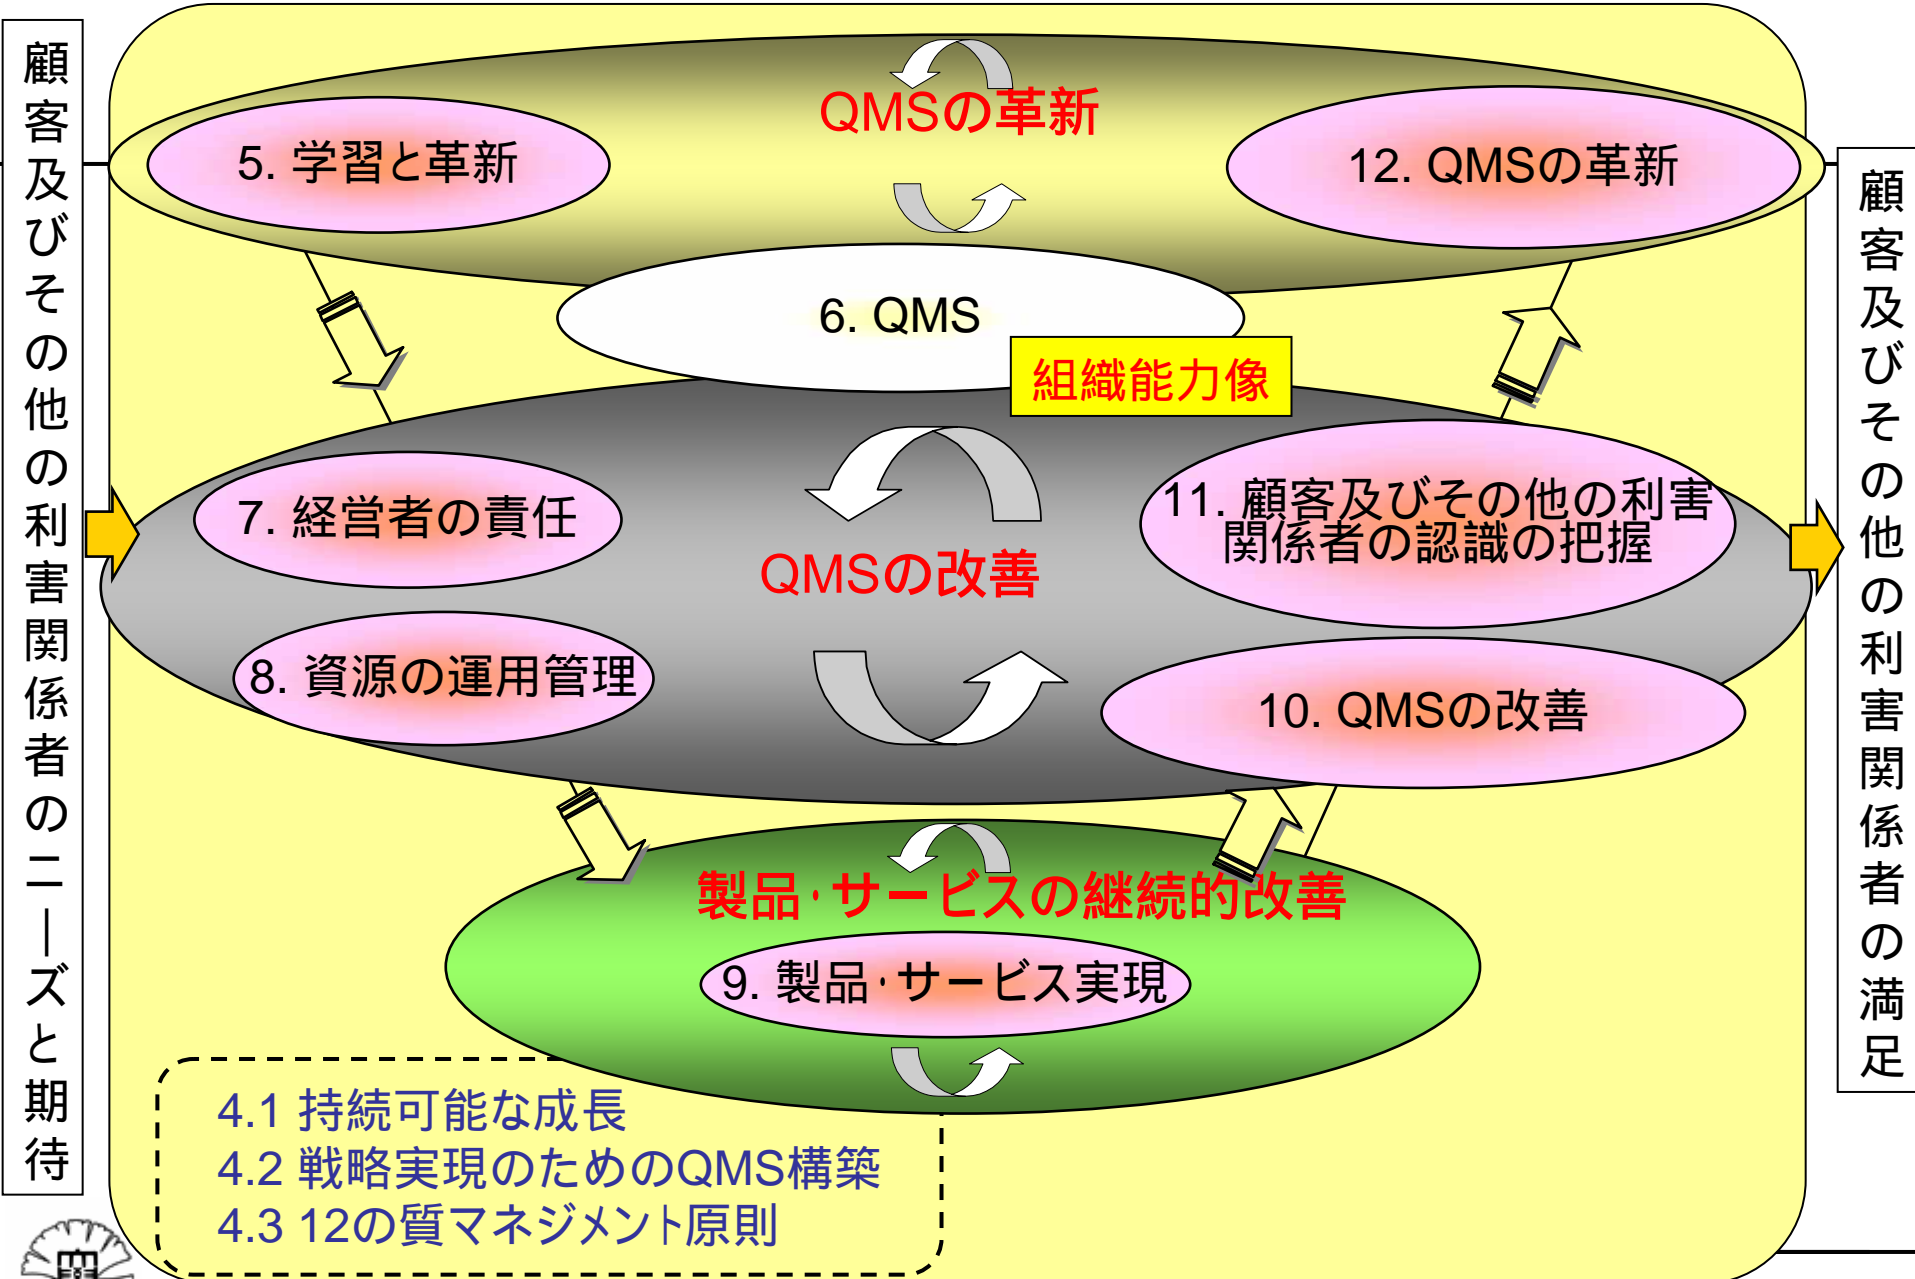 顧客及びその他の利害関係者のニーズと期待
QMSの革新
5. 学習と革新
12. QMSの革新
6. QMS
組織能力像
7. 経営者の責任
11. 顧客及びその他の利害
関係者の認識の把握
QMSの改善
8. 資源の運用管理
10. QMSの改善
製品・サービスの継続的改善
9. 製品・サービス実現
4.1 持続可能な成長
4.2 戦略実現のためのQMS構築
4.3 12の質マネジメント原則
顧客及びその他の利害関係者の満足